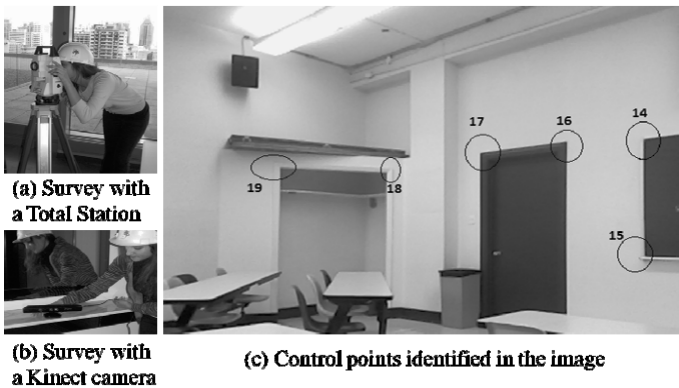 (a) Survey with
a Total Station
(b) Survey with
a Kinect camera
14
16
17
15
19
18
(c) Control points identified in the image